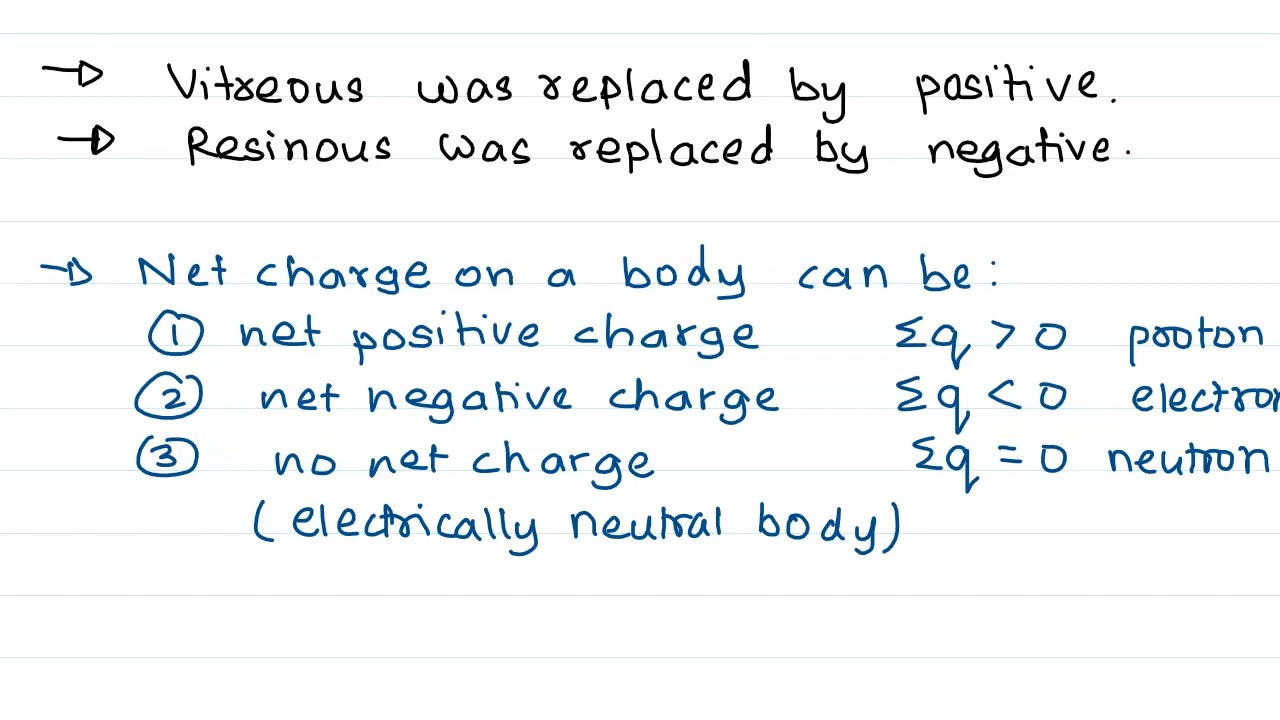 → Vitreous was replaced by positive.
→ Resinous was replaced by negative.
→ Net charge on a body can be:
① net positive charge Σq > 0 proton
② net negative charge Σq < 0 electron
③ no net charge Σq = 0 neutron
(electrically neutral body)